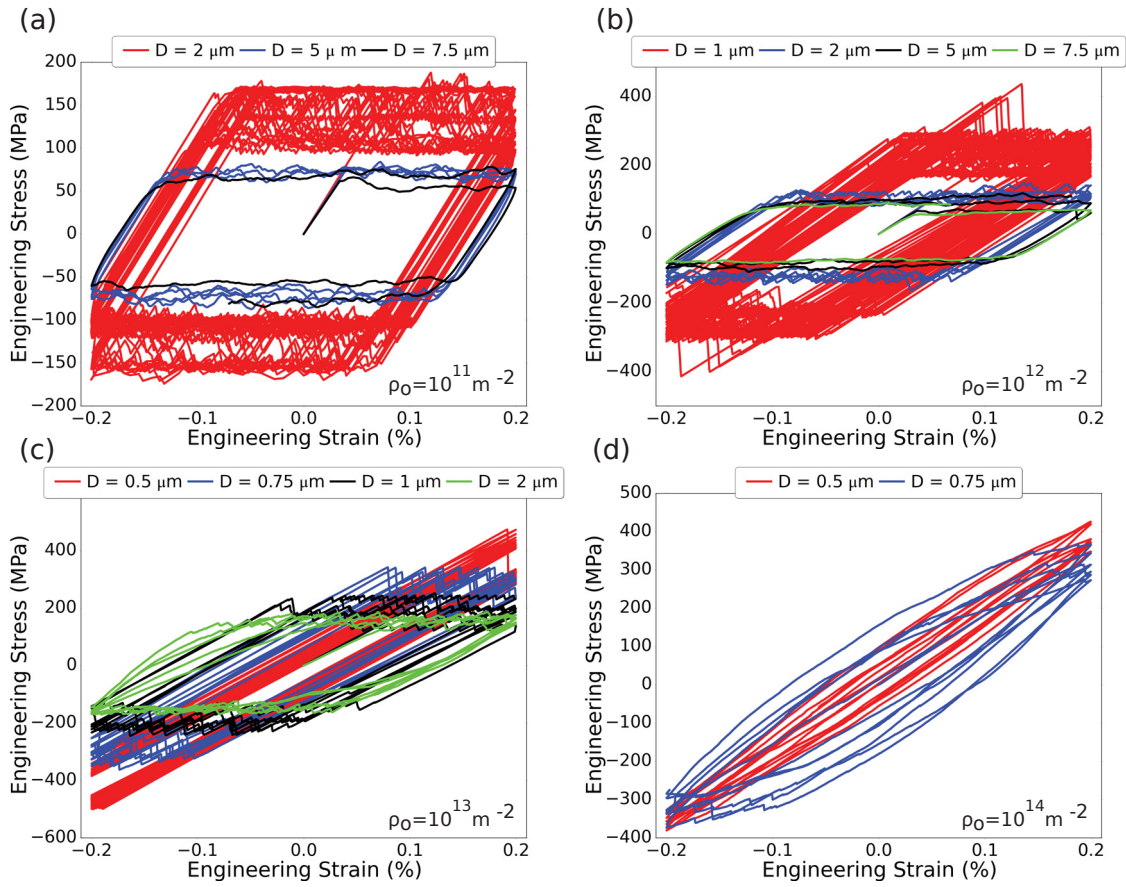 (a)
(b)
D = 2 μm D = 5 μ m D = 7.5 μm
D = 1 μm D = 2 μm D = 5 μm D = 7.5 μm
Engineering Stress (MPa)
200
150
100
50
0
−50
−100
−150
−200
ρo=10^11 m -2
−0.2 −0.1 0.0 0.1 0.2
Engineering Strain (%)
Engineering Stress (MPa)
400
200
0
−200
−400
ρo=10^12 m -2
−0.2 −0.1 0.0 0.1 0.2
Engineering Strain (%)
(c)
(d)
D = 0.5 μm D = 0.75 μm D = 1 μm D = 2 μm
D = 0.5 μm D = 0.75 μm
Engineering Stress (MPa)
400
200
0
−200
−400
−600
ρo=10^13 m -2
−0.2 −0.1 0.0 0.1 0.2
Engineering Strain (%)
Engineering Stress (MPa)
500
400
300
200
100
0
−100
−200
−300
−400
ρo=10^14 m -2
−0.2 −0.1 0.0 0.1 0.2
Engineering Strain (%)